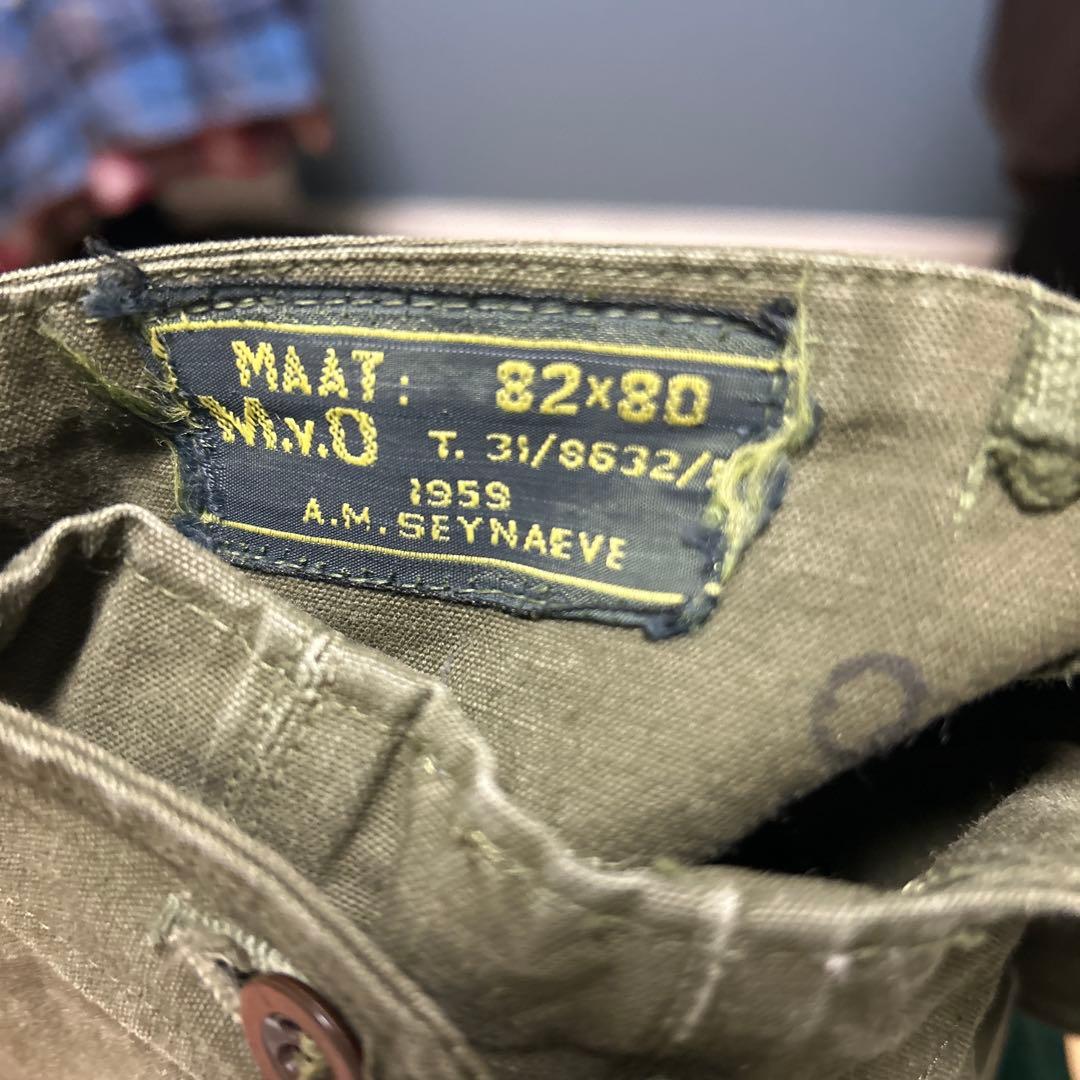 MAAT: 82x80
M.v.O T. 31/8632/
1959
A.M. SEYNAEVE